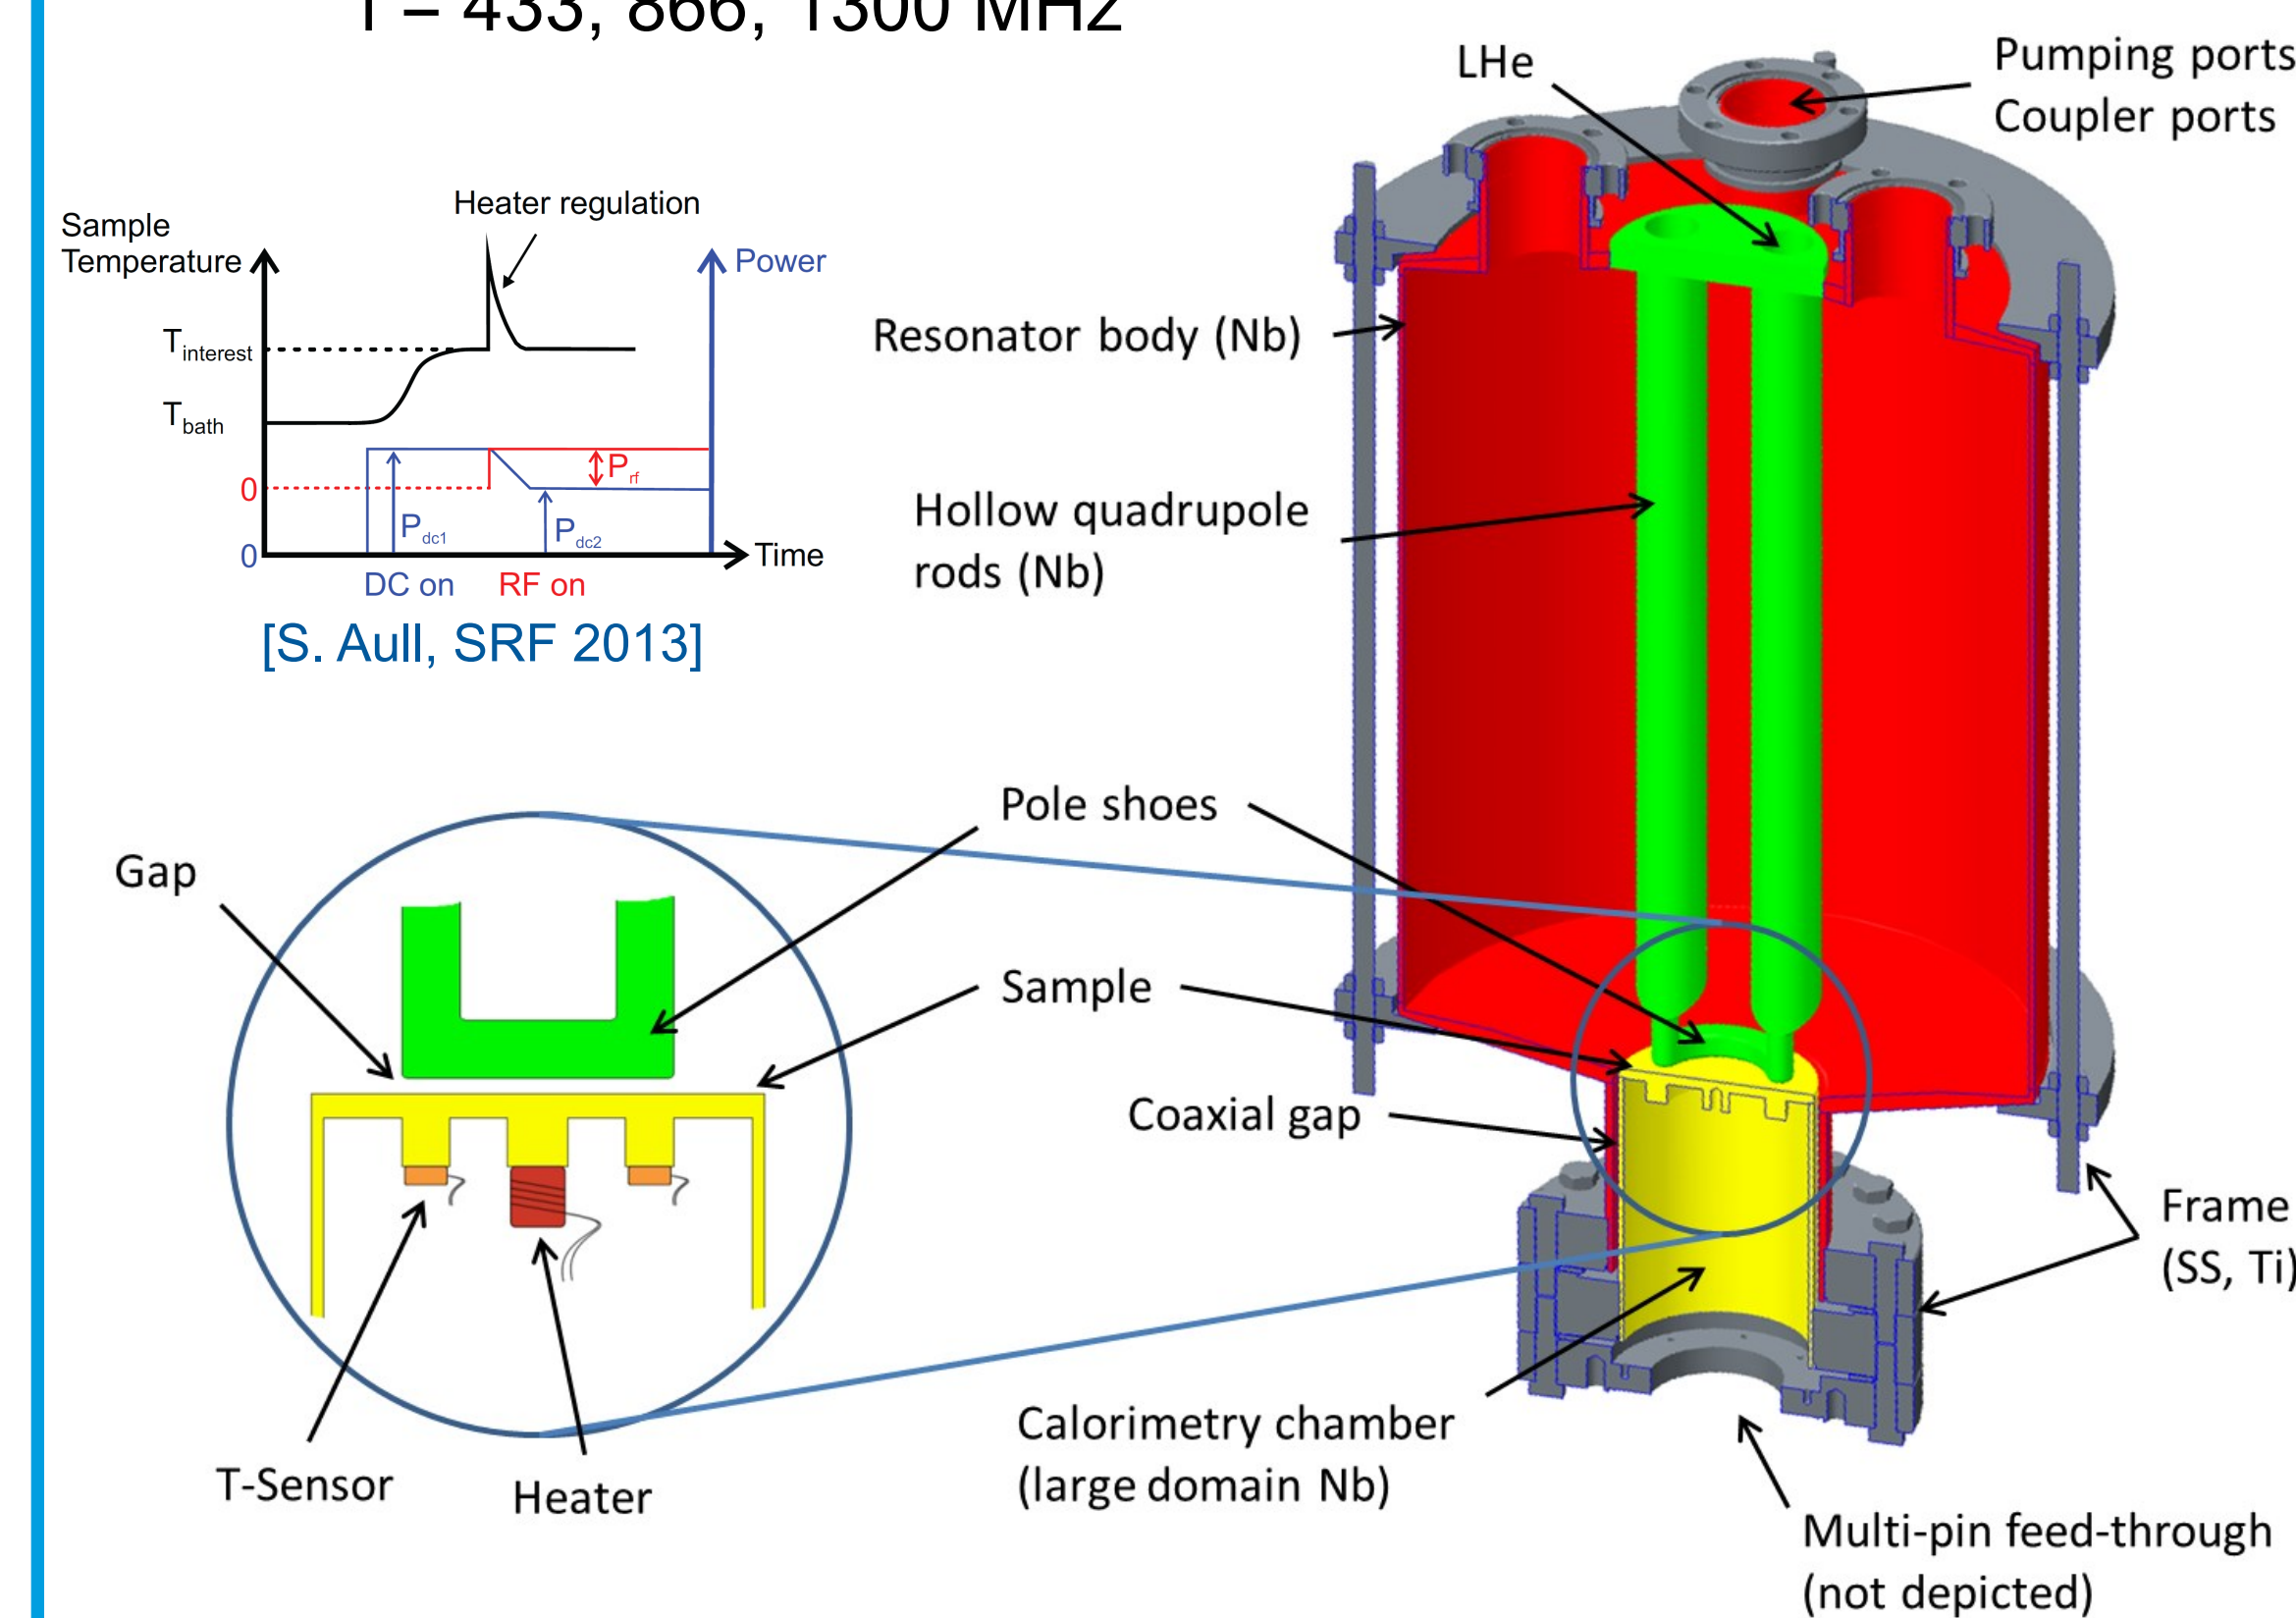 f = 433, 866, 1300 MHz
LHe
Pumping ports
Coupler ports
Heater regulation
Sample
Temperature
Power
T interest
T bath
Resonator body (Nb)
0
P rf
P dc1
P dc2
0
Time
DC on
RF on
[S. Aull, SRF 2013]
Hollow quadrupole
rods (Nb)
Pole shoes
Gap
Sample
Coaxial gap
Frame
(SS, Ti)
T-Sensor
Heater
Calorimetry chamber
(large domain Nb)
Multi-pin feed-through
(not depicted)